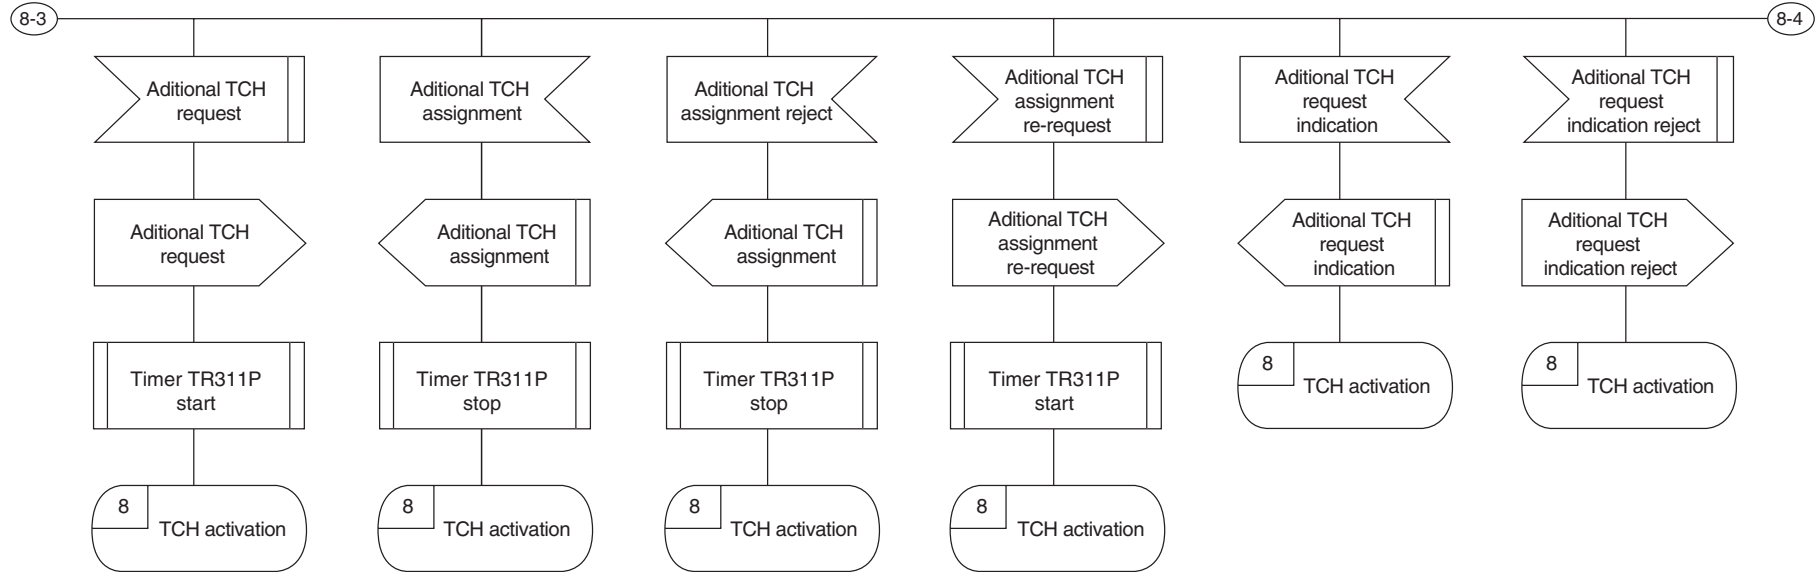 8-3
8-4
Aditional TCH
request
Aditional TCH
assignment
Aditional TCH
assignment reject
Aditional TCH
assignment
re-request
Aditional TCH
request
indication
Aditional TCH
request
indication reject
Aditional TCH
request
Aditional TCH
assignment
Aditional TCH
assignment
Aditional TCH
assignment
re-request
Aditional TCH
request
indication
Aditional TCH
request
indication reject
Timer TR311P
start
Timer TR311P
stop
Timer TR311P
stop
Timer TR311P
start
8
TCH activation
8
TCH activation
8
TCH activation
8
TCH activation
8
TCH activation
8
TCH activation